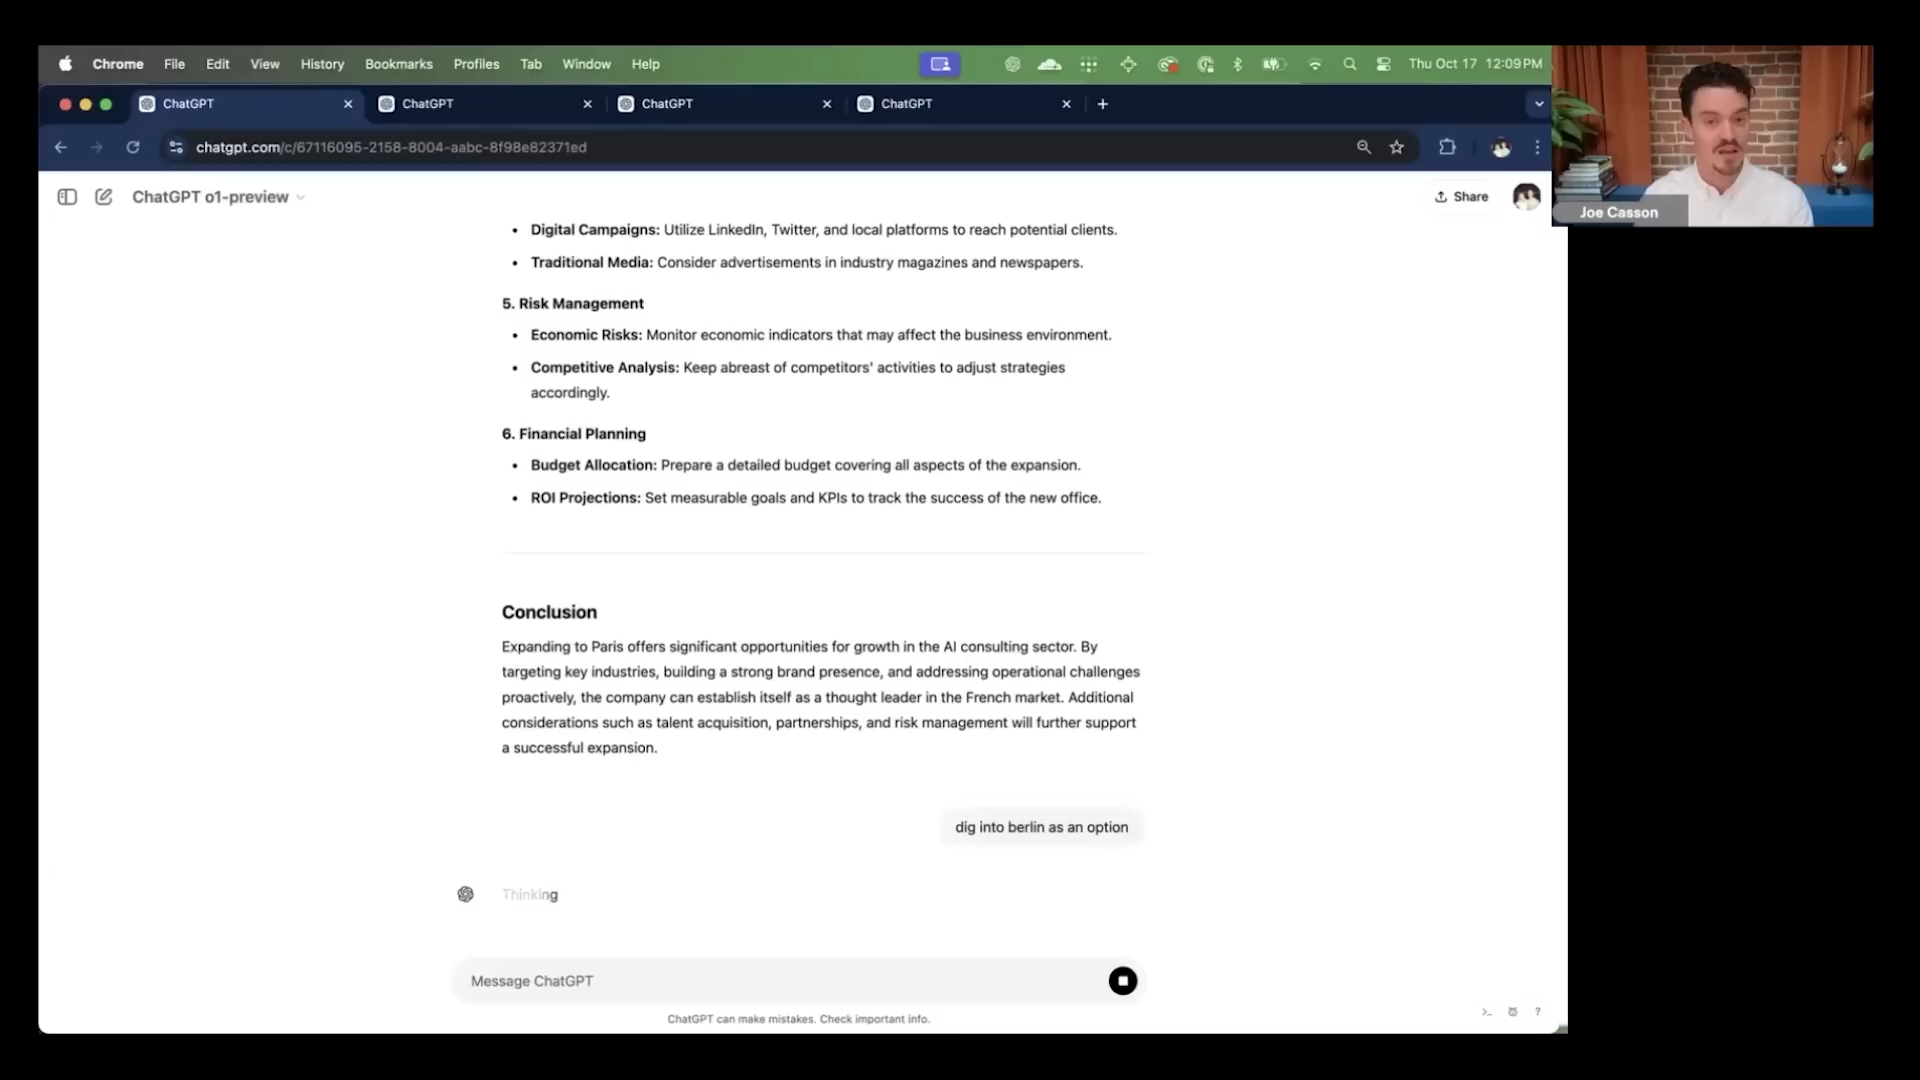 Chrome File Edit View History Bookmarks Profiles Tab Window Help Thu Oct 17 12:09 PM
ChatGPT ChatGPT ChatGPT ChatGPT
chatgpt.com/c/67116095-2158-8004-aabc-8f98e82371ed
ChatGPT o1-preview Share
Joe Casson
• Digital Campaigns: Utilize LinkedIn, Twitter, and local platforms to reach potential clients.
• Traditional Media: Consider advertisements in industry magazines and newspapers.
5. Risk Management
• Economic Risks: Monitor economic indicators that may affect the business environment.
• Competitive Analysis: Keep abreast of competitors' activities to adjust strategies
accordingly.
6. Financial Planning
• Budget Allocation: Prepare a detailed budget covering all aspects of the expansion.
• ROI Projections: Set measurable goals and KPIs to track the success of the new office.
Conclusion
Expanding to Paris offers significant opportunities for growth in the AI consulting sector. By
targeting key industries, building a strong brand presence, and addressing operational challenges
proactively, the company can establish itself as a thought leader in the French market. Additional
considerations such as talent acquisition, partnerships, and risk management will further support
a successful expansion.
dig into berlin as an option
Thinking
Message ChatGPT
ChatGPT can make mistakes. Check important info.
>_ ?